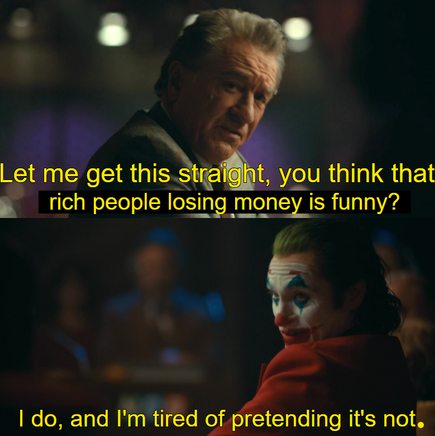 Let me get this straight, you think that
rich people losing money is funny?
I do, and I'm tired of pretending it's not.